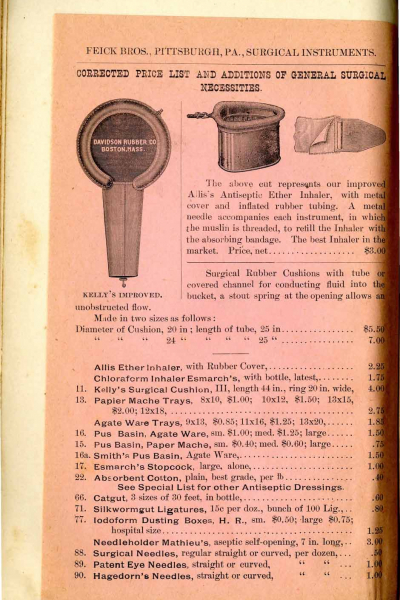 FEICK BROS., PITTSBURGH, PA., SURGICAL INSTRUMENTS.
CORRECTED PRICE LIST AND ADDITIONS OF GENERAL SURGICAL
NECESSITIES.
DAVIDSON RUBBER CO
BOSTON, MASS.
KELLY'S IMPROVED.
The above cut represents our improved
Allis's Antiseptic Ether Inhaler, with metal
cover and inflated rubber tubing. A metal
needle accompanies each instrument, in which
the muslin is threaded, to refill the Inhaler with
the absorbing bandage. The best Inhaler in the
market. Price, net.................. $3.00
Surgical Rubber Cushions with tube or
covered channel for conducting fluid into the
bucket, a stout spring at the opening allows an
unobstructed flow.
Made in two sizes as follows:
Diameter of Cushion, 20 in; length of tube, 25 in.................. $5.50
" " " 24 " " " " 25 " .................. 7.00
Allis Ether Inhaler, with Rubber Cover,.................. 2.25
Chloraform Inhaler Esmarch's, with bottle, latest,.......... 1.75
11. Kelly's Surgical Cushion, III, length 44 in., ring 20 in. wide, 4.00
13. Papier Mache Trays, 8x10, $1.00; 10x12, $1.50; 13x15,
$2.00; 12x18,.................. 2.75
Agate Ware Trays, 9x13, $0.85; 11x16, $1.25; 13x20,....... 1.85
16. Pus Basin, Agate Ware, sm. $1.00; med. $1.25; large..... 1.50
15. Pus Basin, Paper Mache, sm. $0.40; med. $0.60; large.... .75
16a. Smith's Pus Basin, Agate Ware,.................. 1.50
17. Esmarch's Stopcock, large, alone,.................. 1.00
22. Absorbent Cotton, plain, best grade, per lb.............. .40
See Special List for other Antiseptic Dressings.
66. Catgut, 3 sizes of 30 feet, in bottle,.................. .60
71. Silkwormgut Ligatures, 15c per doz., bunch of 100 Lig.,.. .80
77. Iodoform Dusting Boxes, H. R., sm. $0.50; large $0.75;
hospital size.................. 1.25
Needleholder Mathieu's, aseptic self-opening, 7 in. long,.. 3.00
88. Surgical Needles, regular straight or curved, per dozen,... .50
89. Patent Eye Needles, straight or curved, " " ... 1.00
90. Hagedorn's Needles, straight or curved, " " ... 1.00